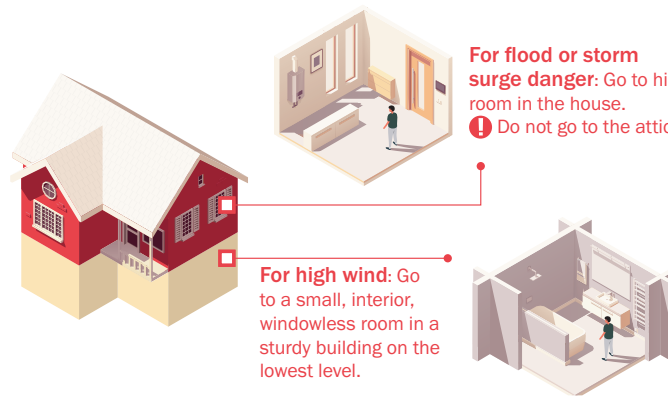 For flood or storm
surge danger: Go to
room in the house.
! Do not go to the attic
For high wind: Go
to a small, interior,
windowless room in a
sturdy building on the
lowest level.